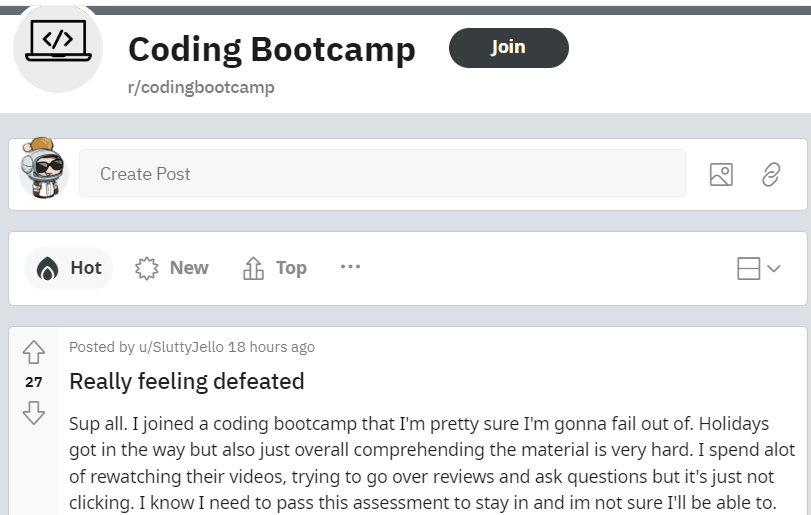 </>
Coding Bootcamp
Join
r/codingbootcamp
Create Post
Hot New Top ...
Posted by u/SluttyJello 18 hours ago
27
Really feeling defeated
Sup all. I joined a coding bootcamp that I'm pretty sure I'm gonna fail out of. Holidays
got in the way but also just overall comprehending the material is very hard. I spend alot
of rewatching their videos, trying to go over reviews and ask questions but it's just not
clicking. I know I need to pass this assessment to stay in and im not sure I'll be able to.